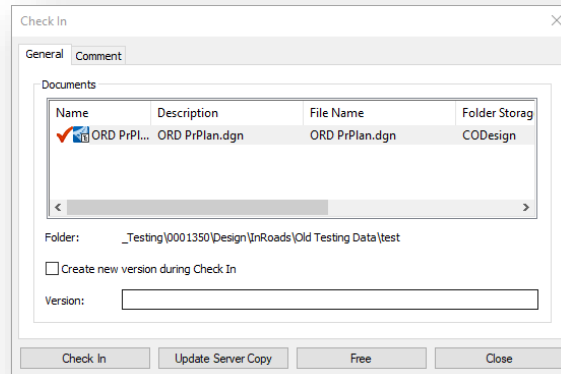 Check In
General Comment
Documents
Name Description File Name Folder Storag
ORD PrPl... ORD PrPlan.dgn ORD PrPlan.dgn CODesign
Folder: _Testing\0001350\Design\InRoads\Old Testing Data\test
Create new version during Check In
Version:
Check In Update Server Copy Free Close